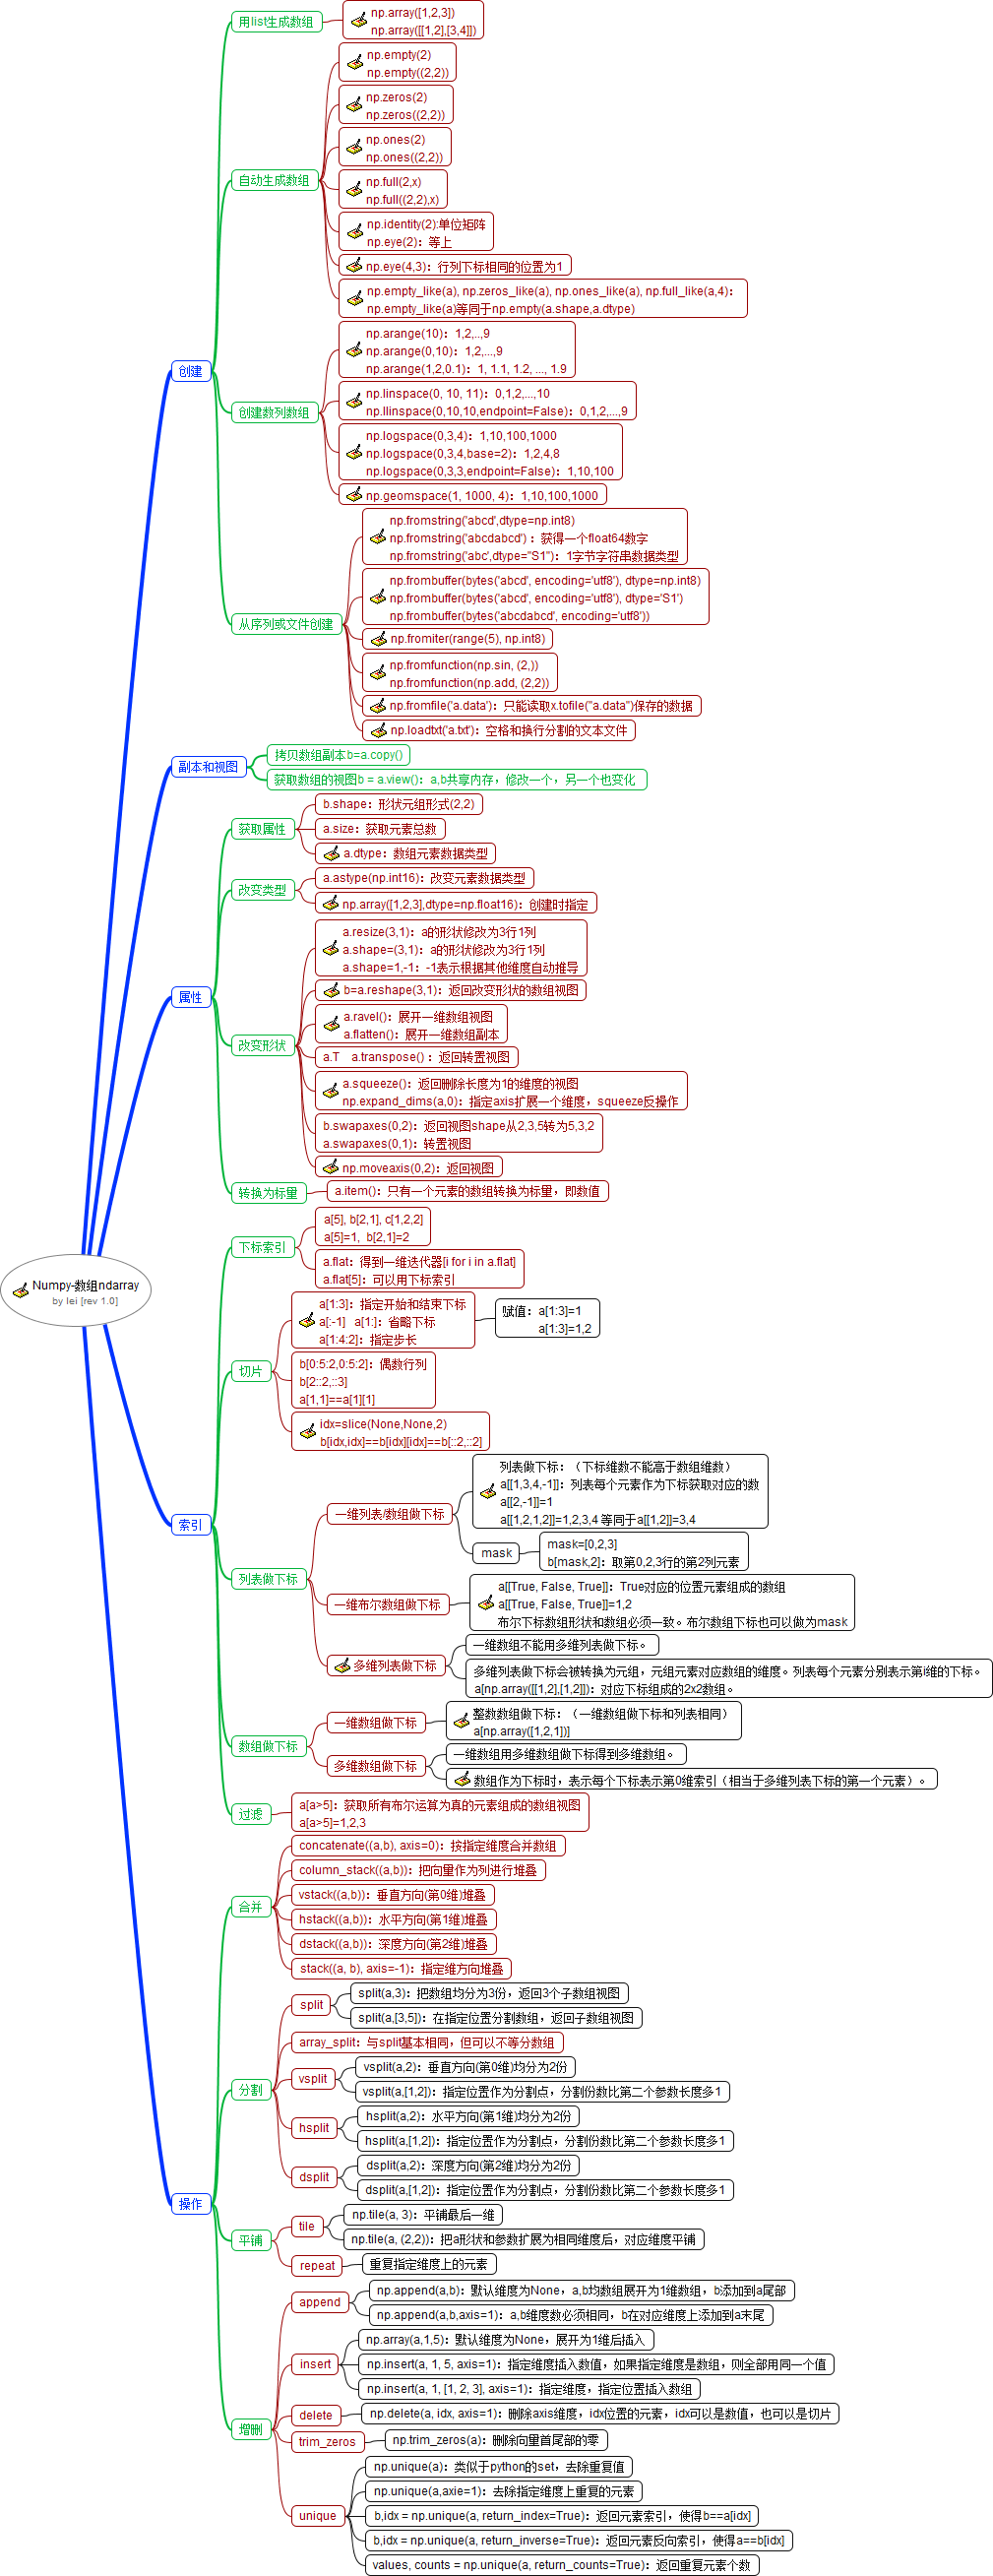 用list生成数组
np.array([1,2,3])
np.array([[1,2],[3,4]])
自动生成数组
np.empty(2)
np.empty((2,2))
np.zeros(2)
np.zeros((2,2))
np.ones(2)
np.ones((2,2))
np.full(2,x)
np.full((2,2),x)
np.identity(2):单位矩阵
np.eye(2)：等上
np.eye(4,3)：行列下标相同的位置为1
np.empty_like(a), np.zeros_like(a), np.ones_like(a), np.full_like(a,4)：
np.empty_like(a)等同于np.empty(a.shape,a.dtype)
创建
创建数列数组
np.arange(10)：1,2,..,9
np.arange(0,10)：1,2,...,9
np.arange(1,2,0.1)：1, 1.1, 1.2, ..., 1.9
np.linspace(0, 10, 11)：0,1,2,...,10
np.llinspace(0,10,10,endpoint=False)：0,1,2,...,9
np.logspace(0,3,4)：1,10,100,1000
np.logspace(0,3,4,base=2)：1,2,4,8
np.logspace(0,3,3,endpoint=False)：1,10,100
np.geomspace(1, 1000, 4)：1,10,100,1000
从序列或文件创建
np.fromstring('abcd',dtype=np.int8)
np.fromstring('abcdabcd')：获得一个float64数字
np.fromstring('abc',dtype="S1")：1字节字符串数据类型
np.frombuffer(bytes('abcd', encoding='utf8'), dtype=np.int8)
np.frombuffer(bytes('abcd', encoding='utf8'), dtype='S1')
np.frombuffer(bytes('abcdabcd', encoding='utf8'))
np.fromiter(range(5), np.int8)
np.fromfunction(np.sin, (2,))
np.fromfunction(np.add, (2,2))
np.fromfile('a.data')：只能读取x.tofile("a.data")保存的数据
np.loadtxt('a.txt')：空格和换行分割的文本文件
副本和视图
拷贝数组副本b=a.copy()
获取数组的视图b = a.view()：a,b共享内存，修改一个，另一个也变化
属性
获取属性
b.shape：形状元组形式(2,2)
a.size：获取元素总数
a.dtype：数组元素数据类型
改变类型
a.astype(np.int16)：改变元素数据类型
np.array([1,2,3],dtype=np.float16)：创建时指定
改变形状
a.resize(3,1)：a的形状修改为3行1列
a.shape=(3,1)：a的形状修改为3行1列
a.shape=1,-1：-1表示根据其他维度自动推导
b=a.reshape(3,1)：返回改变形状的数组视图
a.ravel()：展开一维数组视图
a.flatten()：展开一维数组副本
a.T　a.transpose()：返回转置视图
a.squeeze()：返回删除长度为1的维度的视图
np.expand_dims(a,0)：指定axis扩展一个维度，squeeze反操作
b.swapaxes(0,2)：返回视图shape从2,3,5转为5,3,2
a.swapaxes(0,1)：转置视图
np.moveaxis(0,2)：返回视图
转换为标量
a.item()：只有一个元素的数组转换为标量，即数值
Numpy-数组ndarray
by lei [rev 1.0]
索引
下标索引
a[5], b[2,1], c[1,2,2]
a[5]=1, b[2,1]=2
a.flat：得到一维迭代器[i for i in a.flat]
a.flat[5]：可以用下标索引
切片
a[1:3]：指定开始和结束下标
a[:-1] a[1:]：省略下标
a[1:4:2]：指定步长
赋值：a[1:3]=1
a[1:3]=1,2
b[0:5:2,0:5:2]：偶数行列
b[2::2,::3]
a[1,1]==a[1][1]
idx=slice(None,None,2)
b[idx,idx]==b[idx][idx]==b[::2,::2]
列表做下标
一维列表/数组做下标
列表做下标：（下标维数不能高于数组维数）
a[[1,3,4,-1]]：列表每个元素作为下标获取对应的数
a[[2,-1]]=1
a[[1,2,1,2]]=1,2,3,4 等同于a[[1,2]]=3,4
mask
mask=[0,2,3]
b[mask,2]：取第0,2,3行的第2列元素
一维布尔数组做下标
a[[True, False, True]]：True对应的位置元素组成的数组
a[[True, False, True]]=1,2
布尔下标数组形状和数组必须一致。布尔数组下标也可以做为mask
多维列表做下标
一维数组不能用多维列表做下标。
多维列表做下标会被转换为元组，元组元素对应数组的维度。列表每个元素分别表示第i维的下标。
a[np.array([[1,2],[1,2]])：对应下标组成的2x2数组。
数组做下标
一维数组做下标
整数数组做下标：（一维数组做下标和列表相同）
a[np.array([1,2,1])]
多维数组做下标
一维数组用多维数组做下标得到多维数组。
数组作为下标时，表示每个下标表示第0维索引（相当于多维列表下标的第一个元素）。
过滤
a[a>5]：获取所有布尔运算为真的元素组成的数组视图
a[a>5]=1,2,3
操作
合并
concatenate((a,b), axis=0)：按指定维度合并数组
column_stack((a,b))：把向量作为列进行堆叠
vstack((a,b))：垂直方向(第0维)堆叠
hstack((a,b))：水平方向(第1维)堆叠
dstack((a,b))：深度方向(第2维)堆叠
stack((a, b), axis=-1)：指定维方向堆叠
分割
split
split(a,3)：把数组均分为3份，返回3个子数组视图
split(a,[3,5])：在指定位置分割数组，返回子数组视图
array_split：与split基本相同，但可以不等分数组
vsplit
vsplit(a,2)：垂直方向(第0维)均分为2份
vsplit(a,[1,2])：指定位置作为分割点，分割份数比第二个参数长度多1
hsplit
hsplit(a,2)：水平方向(第1维)均分为2份
hsplit(a,[1,2])：指定位置作为分割点，分割份数比第二个参数长度多1
dsplit
dsplit(a,2)：深度方向(第2维)均分为2份
dsplit(a,[1,2])：指定位置作为分割点，分割份数比第二个参数长度多1
平铺
tile
np.tile(a, 3)：平铺最后一维
np.tile(a, (2,2))：把a形状和参数扩展为相同维度后，对应维度平铺
repeat
重复指定维度上的元素
增删
append
np.append(a,b)：默认维度为None，a,b均数组展开为1维数组，b添加到a尾部
np.append(a,b,axis=1)：a,b维度数必须相同，b在对应维度上添加到a末尾
insert
np.array(a,1,5)：默认维度为None，展开为1维后插入
np.insert(a, 1, 5, axis=1)：指定维度插入数值，如果指定维度是数组，则全部用同一个值
np.insert(a, 1, [1, 2, 3], axis=1)：指定维度，指定位置插入数组
delete
np.delete(a, idx, axis=1)：删除axis维度，idx位置的元素，idx可以是数值，也可以是切片
trim_zeros
np.trim_zeros(a)：删除向量首尾部的零
unique
np.unique(a)：类似于python的set，去除重复值
np.unique(a,axie=1)：去除指定维度上重复的元素
b,idx = np.unique(a, return_index=True)：返回元素索引，使得b==a[idx]
b,idx = np.unique(a, return_inverse=True)：返回元素反向索引，使得a==b[idx]
values, counts = np.unique(a, return_counts=True)：返回重复元素个数